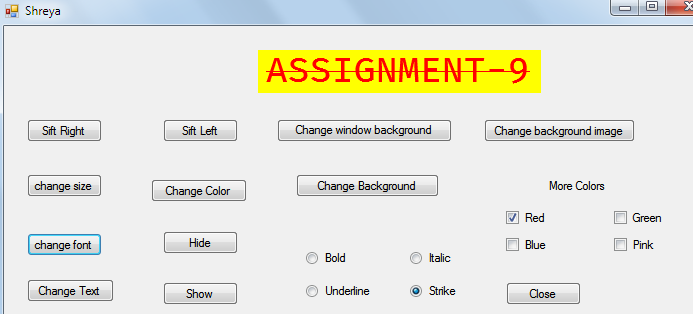 Shreya
ASSIGNMENT-9
Sift Right Sift Left Change window background Change background image
change size Change Color Change Background More Colors
Red Green
change font Hide Blue Pink
Bold Italic
Change Text Show Underline Strike Close